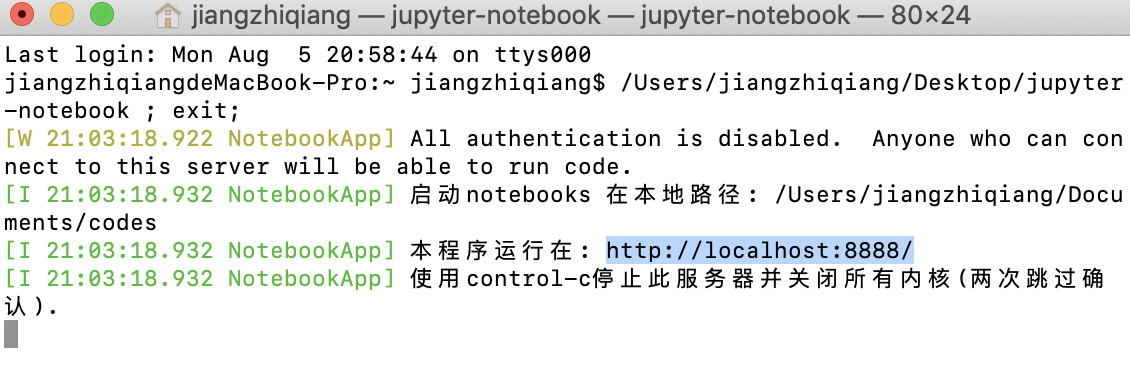 jiangzhiqiang — jupyter-notebook — jupyter-notebook — 80×24
Last login: Mon Aug  5 20:58:44 on ttys000
jiangzhiqiangdeMacBook-Pro:~ jiangzhiqiang$ /Users/jiangzhiqiang/Desktop/jupyter
-notebook ; exit;
[W 21:03:18.922 NotebookApp] All authentication is disabled.  Anyone who can con
nect to this server will be able to run code.
[I 21:03:18.932 NotebookApp] 启动notebooks 在本地路径: /Users/jiangzhiqiang/Docu
ments/codes
[I 21:03:18.932 NotebookApp] 本程序运行在: http://localhost:8888/
[I 21:03:18.932 NotebookApp] 使用control-c停止此服务器并关闭所有内核(两次跳过确
认).